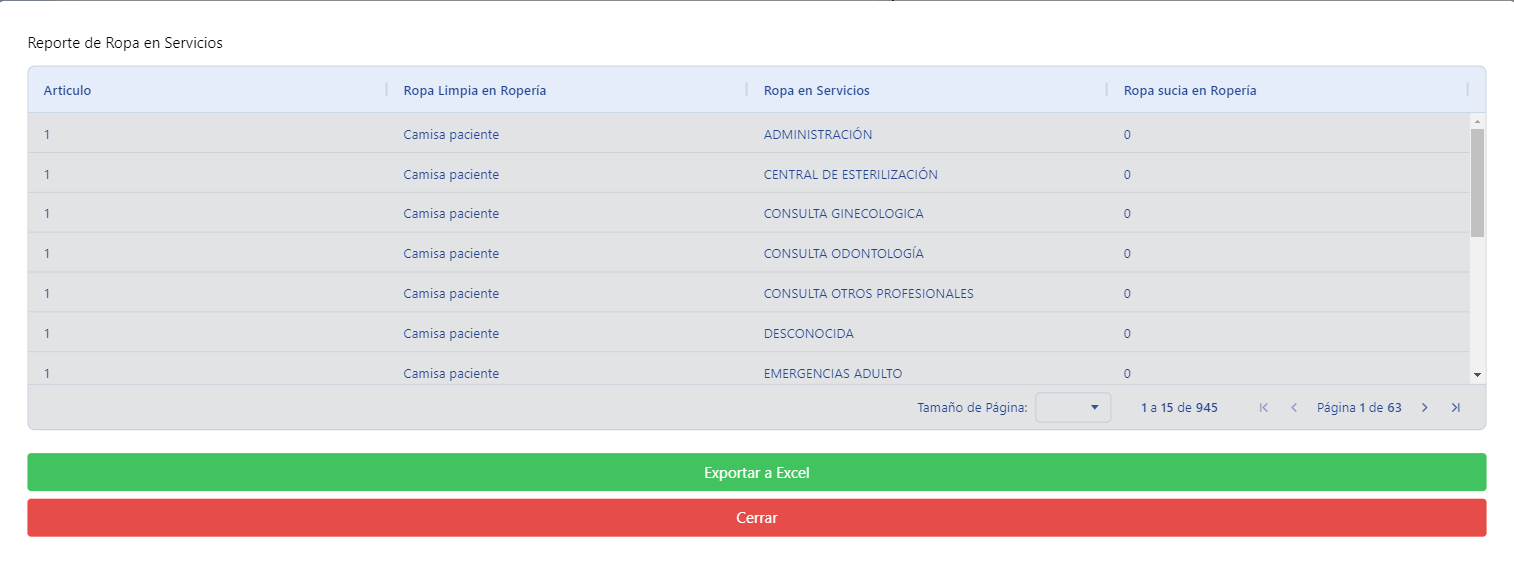 Reporte de Ropa en Servicios
Articulo Ropa Limpia en Ropería Ropa en Servicios Ropa sucia en Ropería
1 Camisa paciente ADMINISTRACIÓN 0
1 Camisa paciente CENTRAL DE ESTERILIZACIÓN 0
1 Camisa paciente CONSULTA GINECOLOGICA 0
1 Camisa paciente CONSULTA ODONTOLOGÍA 0
1 Camisa paciente CONSULTA OTROS PROFESIONALES 0
1 Camisa paciente DESCONOCIDA 0
1 Camisa paciente EMERGENCIAS ADULTO 0
Tamaño de Página: 1 a 15 de 945 Página 1 de 63
Exportar a Excel
Cerrar